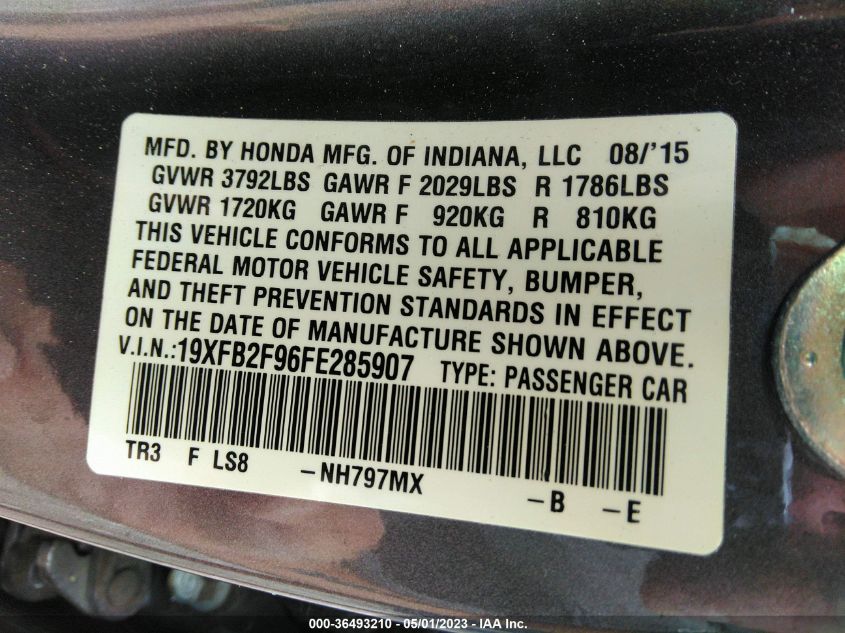 MFD. BY HONDA MFG. OF INDIANA, LLC 08/'15
GVWR 3792LBS GAWR F 2029LBS R 1786LBS
GVWR 1720KG GAWR F 920KG R 810KG
THIS VEHICLE CONFORMS TO ALL APPLICABLE
FEDERAL MOTOR VEHICLE SAFETY, BUMPER,
AND THEFT PREVENTION STANDARDS IN EFFECT
ON THE DATE OF MANUFACTURE SHOWN ABOVE.
V.I.N.:19XFB2F96FE285907 TYPE: PASSENGER CAR
TR3 F LS8 -NH797MX -B -E
000-36493210 - 05/01/2023 - IAA Inc.